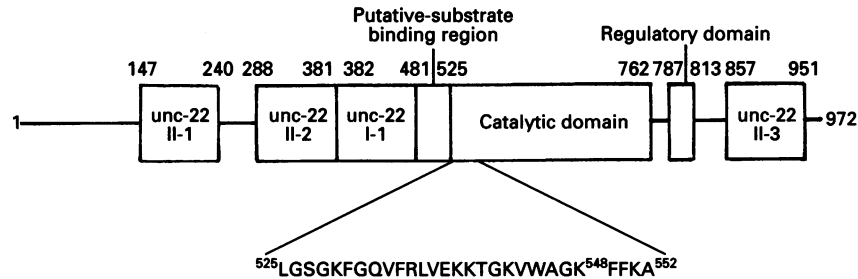 Putative-substrate
binding region
Regulatory domain
147 240 288 381 382 481 525 762 787 813 857 951
1 unc-22 II-1 unc-22 II-2 unc-22 I-1 Catalytic domain unc-22 II-3 972
525LGSGKFGQVFRLVEKKTGKVWAGK548FFKA552